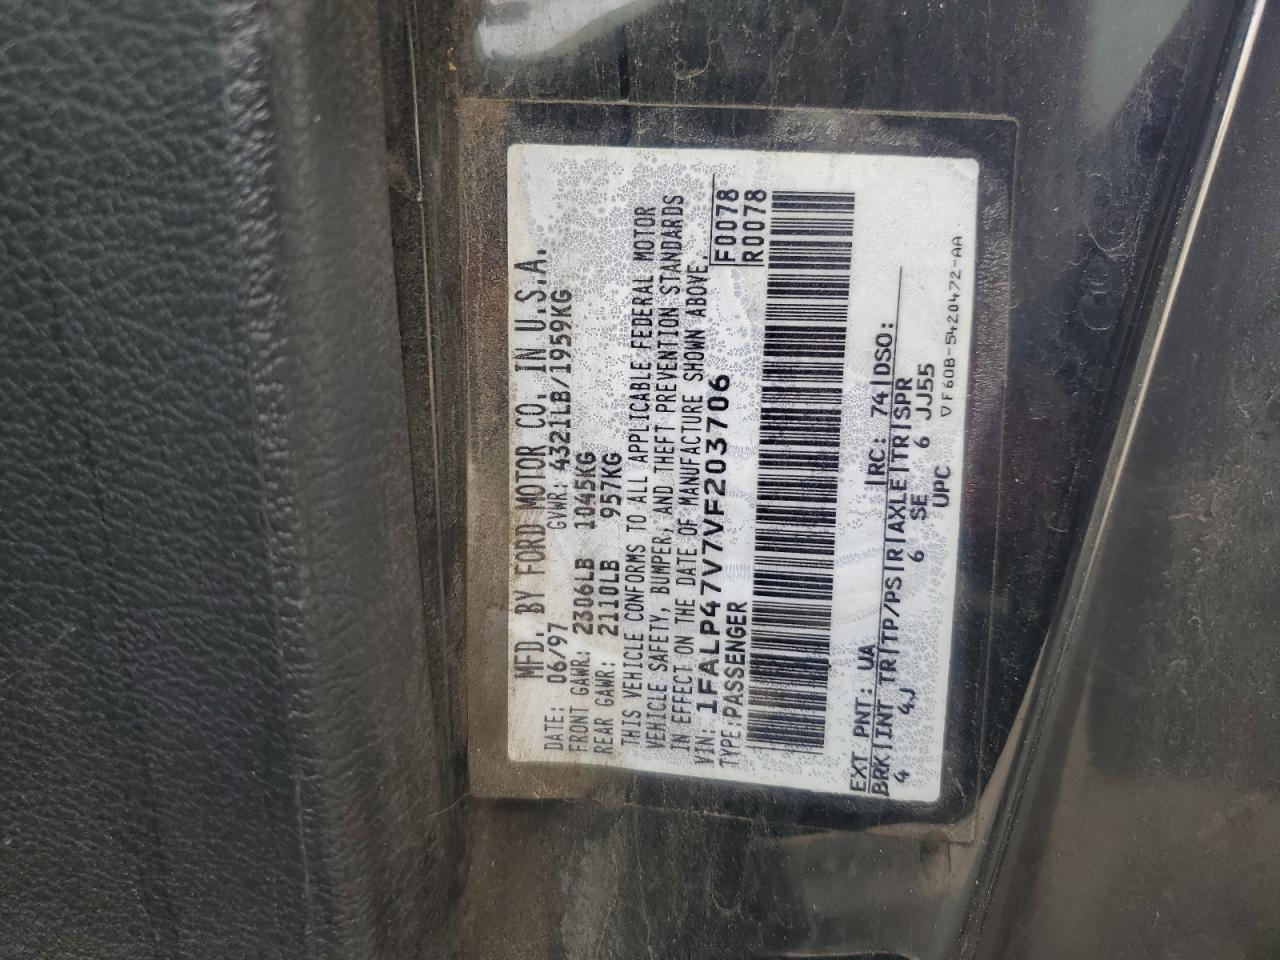 MFD. BY FORD MOTOR CO. IN U.S.A.
DATE: 06/97 GVWR: 4321LB/1959KG
FRONT GAWR: 2306LB 1045KG
REAR GAWR: 2110LB 957KG
THIS VEHICLE CONFORMS TO ALL APPLICABLE FEDERAL MOTOR
VEHICLE SAFETY, BUMPER, AND THEFT PREVENTION STANDARDS
IN EFFECT ON THE DATE OF MANUFACTURE SHOWN ABOVE.
VIN: 1FALP47V7VF203706 F0078
TYPE: PASSENGER R0078
EXT PNT: UA RC: 74 DSO:
BRK INT TR TP/PS R AXLE TR SPR
4 4J 6 SE 6 JJ55
UPC
▽F60B-5420472-AA